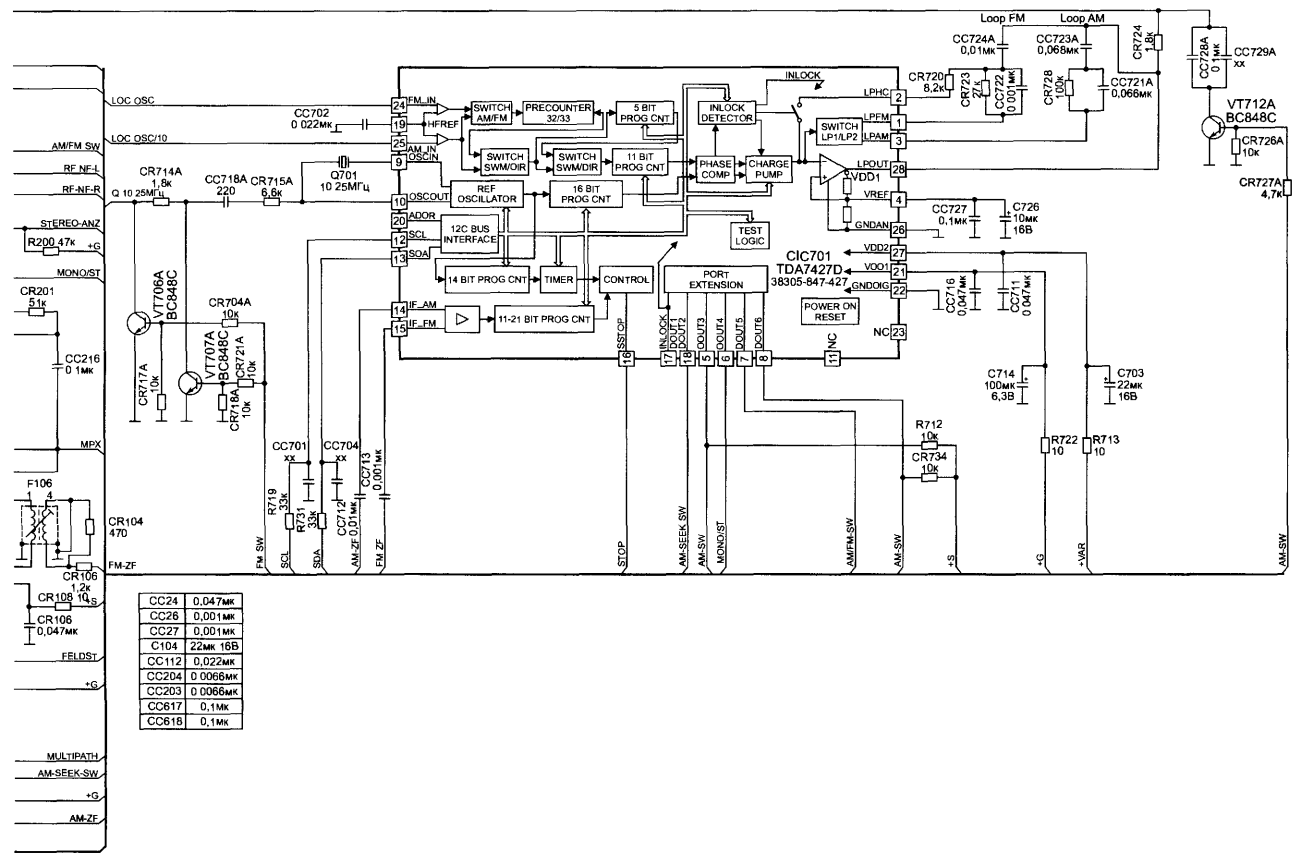 Loop FM
Loop AM
CC724A
0,01мк
CC723A
0,068мк
CR724
1,8к
CC728A
0 1мк
CC729A
xx
LOC OSC
CC702
0 022мк
24
FM_IN
19
HFREF
25
AM_IN
SWITCH
AM/FM
PRECOUNTER
32/33
5 BIT
PROG CNT
INLOCK
DETECTOR
INLOCK
LPHC
2
CR720
8,2к
CR723
27к
CC722
0 001мк
CR728
100к
CC721A
0,066мк
VT712A
BC848C
LPFM
1
SWITCH
LP1/LP2
LPAM
3
LOC OSC/10
AM/FM SW
RF NF-L
RF-NF-R
Q 10 25МГц
CR714A
1,8к
CC718A
220
CR715A
6,6к
Q701
10 25МГц
9
OSCIN
10
OSCOUT
SWITCH
SWM/DIR
SWITCH
SWM/DIR
11 BIT
PROG CNT
PHASE
COMP
CHARGE
PUMP
LPOUT
28
VDD1
CR726A
10к
REF
OSCILLATOR
16 BIT
PROG CNT
VREF
4
CC727
0,1мк
C726
10мк
16В
CR727A
4,7к
STEREO-ANZ
R200 47к
+G
20
ADOR
12
SCL
13
SDA
12C BUS
INTERFACE
TEST
LOGIC
GNDAN
26
VDD2
27
CIC701
TDA7427D
38305-847-427
VOO1
21
GNDOIG
22
CC716
0,047мк
CC711
0 047мк
MONO/ST
CR201
51к
VT706A
BC848C
CR704A
10к
14 BIT PROG CNT
TIMER
CONTROL
PORT
EXTENSION
POWER ON
RESET
14
IF_AM
15
IF_FM
11-21 BIT PROG CNT
SSTOP
16
INLOCK
17
DOUT1
DOUT2
18
DOUT3
5
DOUT4
6
DOUT5
7
DOUT6
8
NC
11
NC
23
CC216
0 1мк
VT707A
BC848C
CR721A
10к
CR717A
10к
CR718A
10к
C714
100мк
6,3В
C703
22мк
16В
MPX
CC701
xx
CC704
xx
CC713
0,001мк
R712
10к
CR734
10к
R722
10
R713
10
F106
1
4
CR104
470
R719
33к
R731
33к
CC712
0,01мк
FM-ZF
FM SW
SCL
SDA
AM-ZF
FM ZF
STOP
AM-SEEK SW
AM-SW
MONO/ST
AM/FM-SW
AM-SW
+S
+G
+VAR
AM-SW
CR106
1,2к
CR108 10
+S
CR106
0,047мк
FELDST
+G
CC24 0,047мк
CC26 0,001мк
CC27 0,001мк
C104 22мк 16В
CC112 0,022мк
CC204 0 0066мк
CC203 0 0066мк
CC617 0,1мк
CC618 0,1мк
MULTIPATH
AM-SEEK-SW
+G
AM-ZF